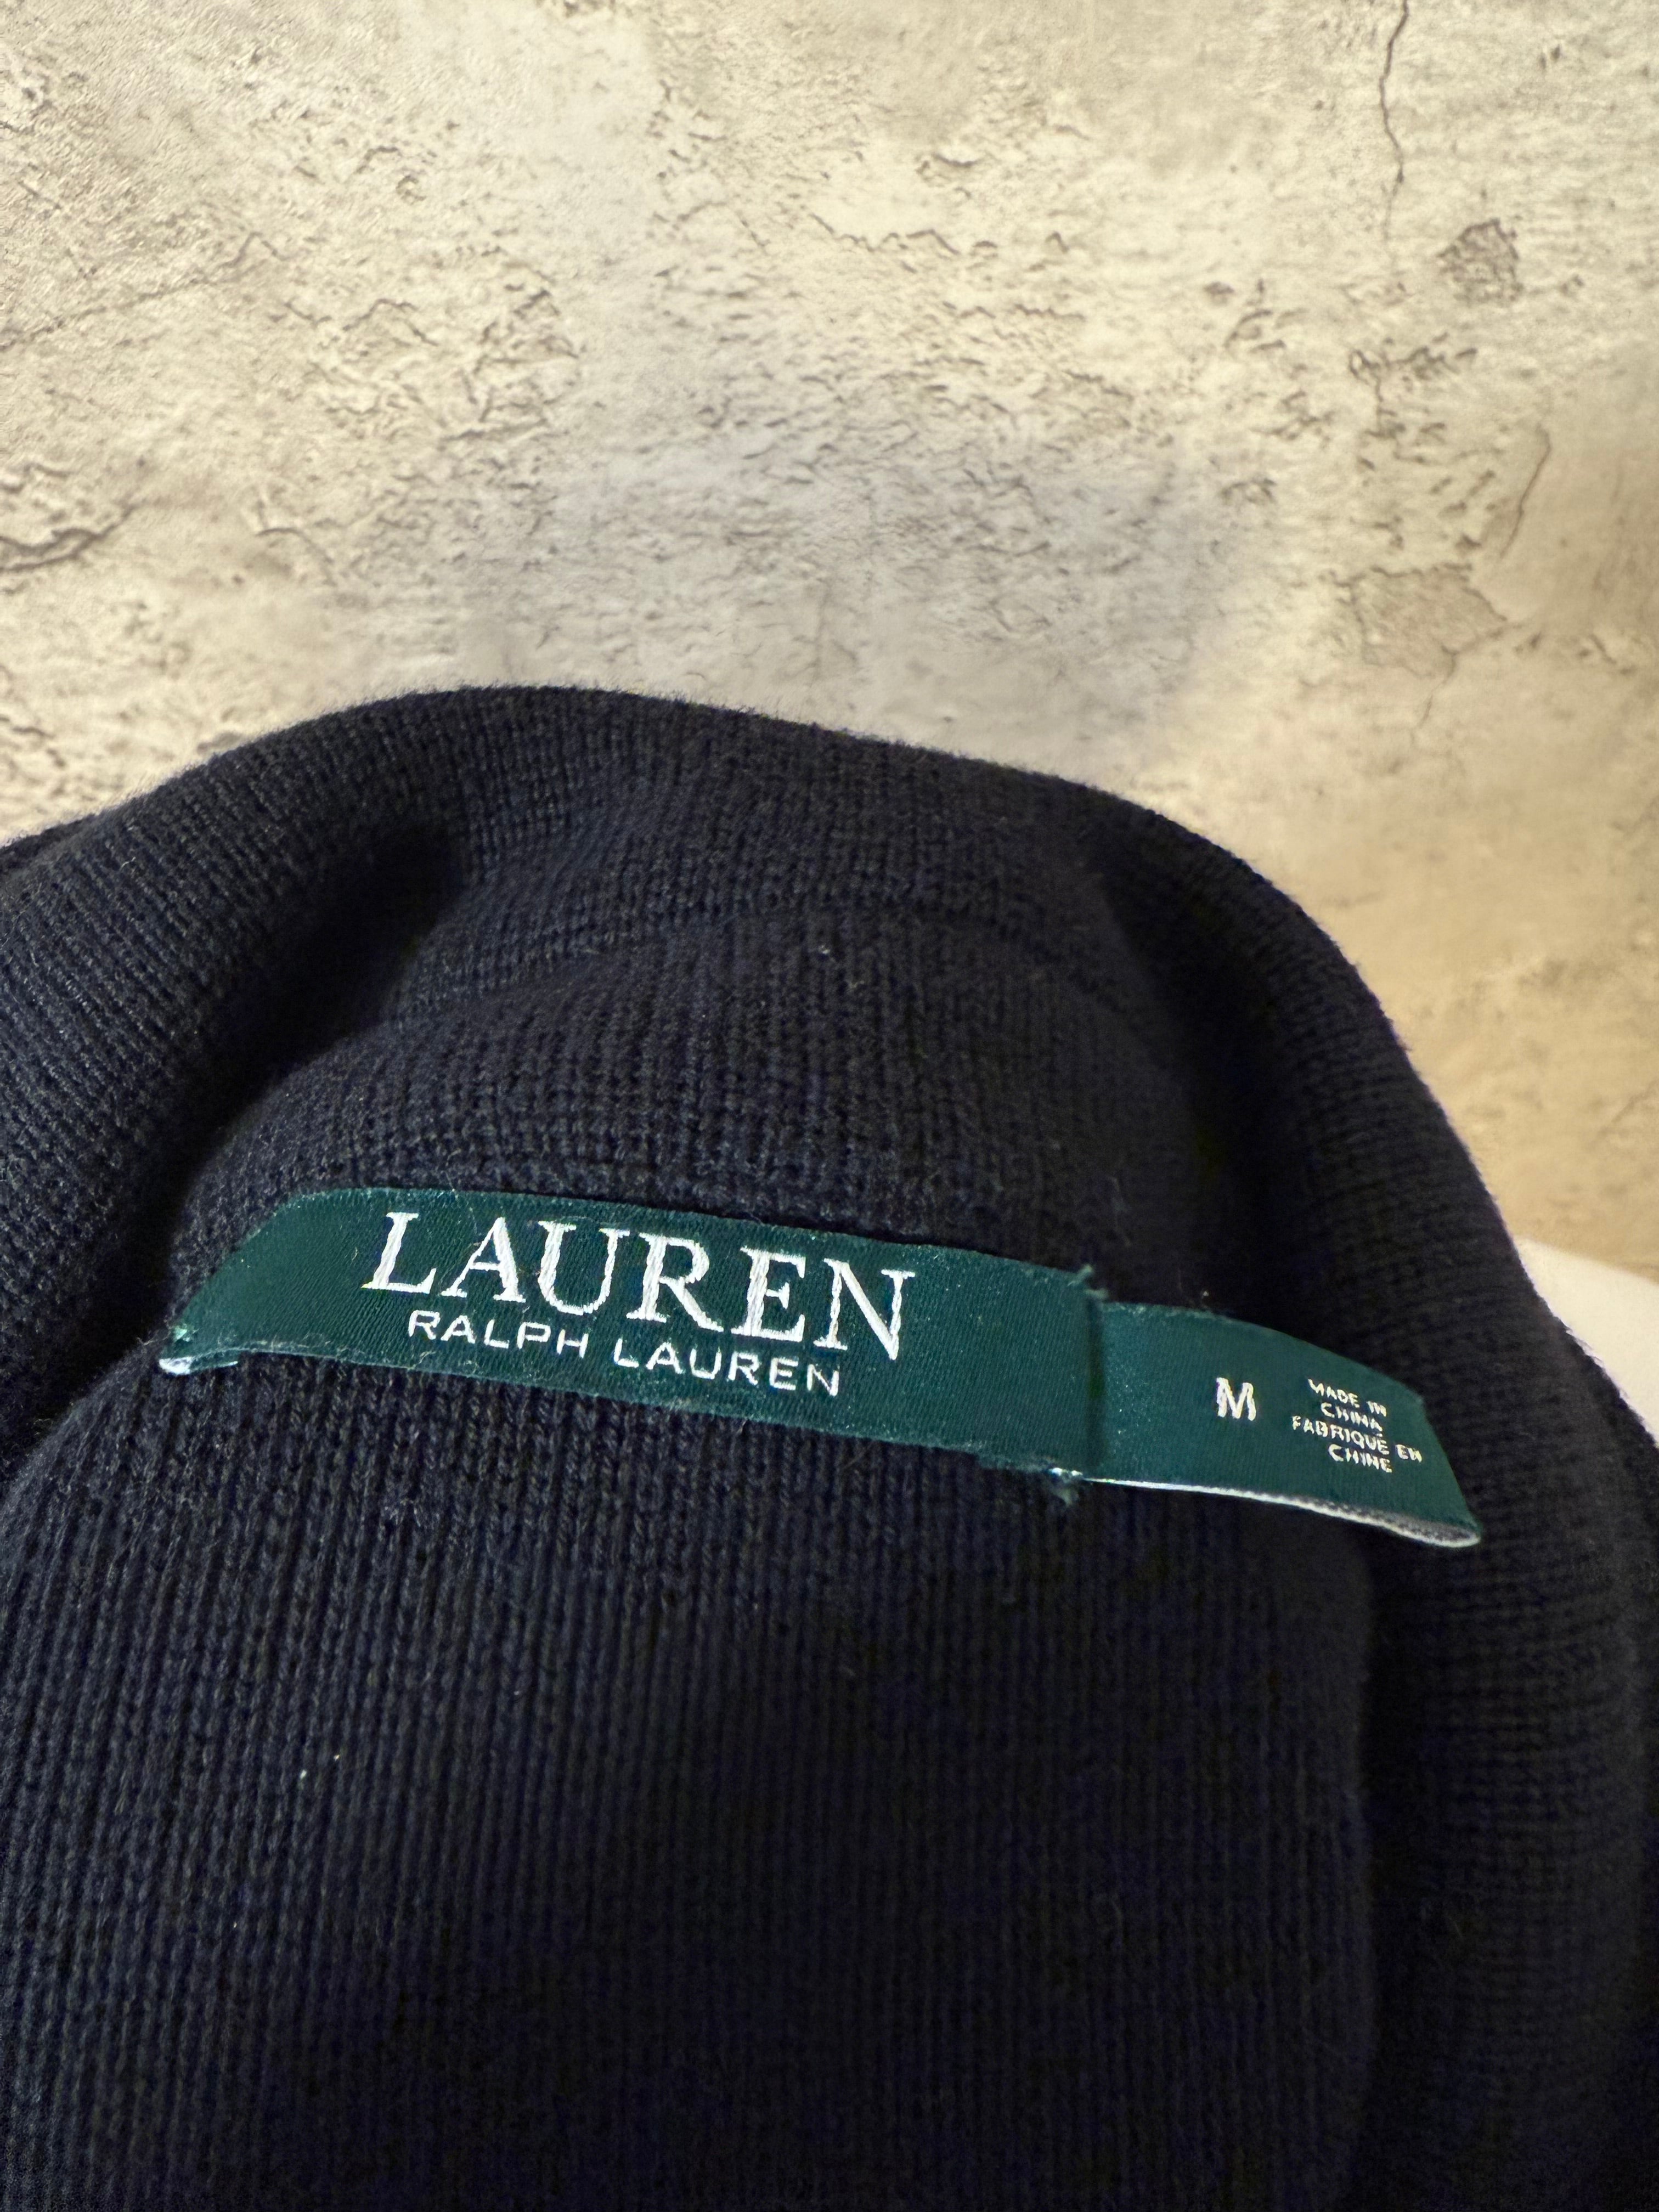 LAUREN
RALPH LAUREN
M
MADE IN
CHINA
FABRIQUÉ EN
CHINE